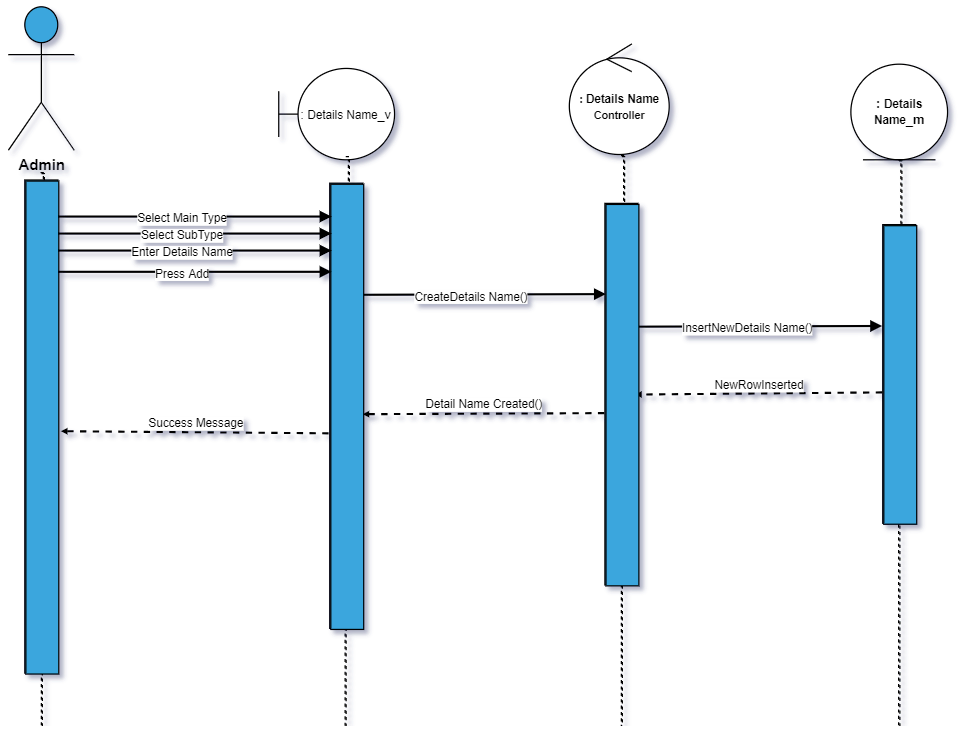 Admin
: Details Name_v
: Details Name
Controller
: Details
Name_m
Select Main Type
Select SubType
Enter Details Name
Press Add
CreateDetails Name()
InsertNewDetails Name()
NewRowInserted
Detail Name Created()
Success Message